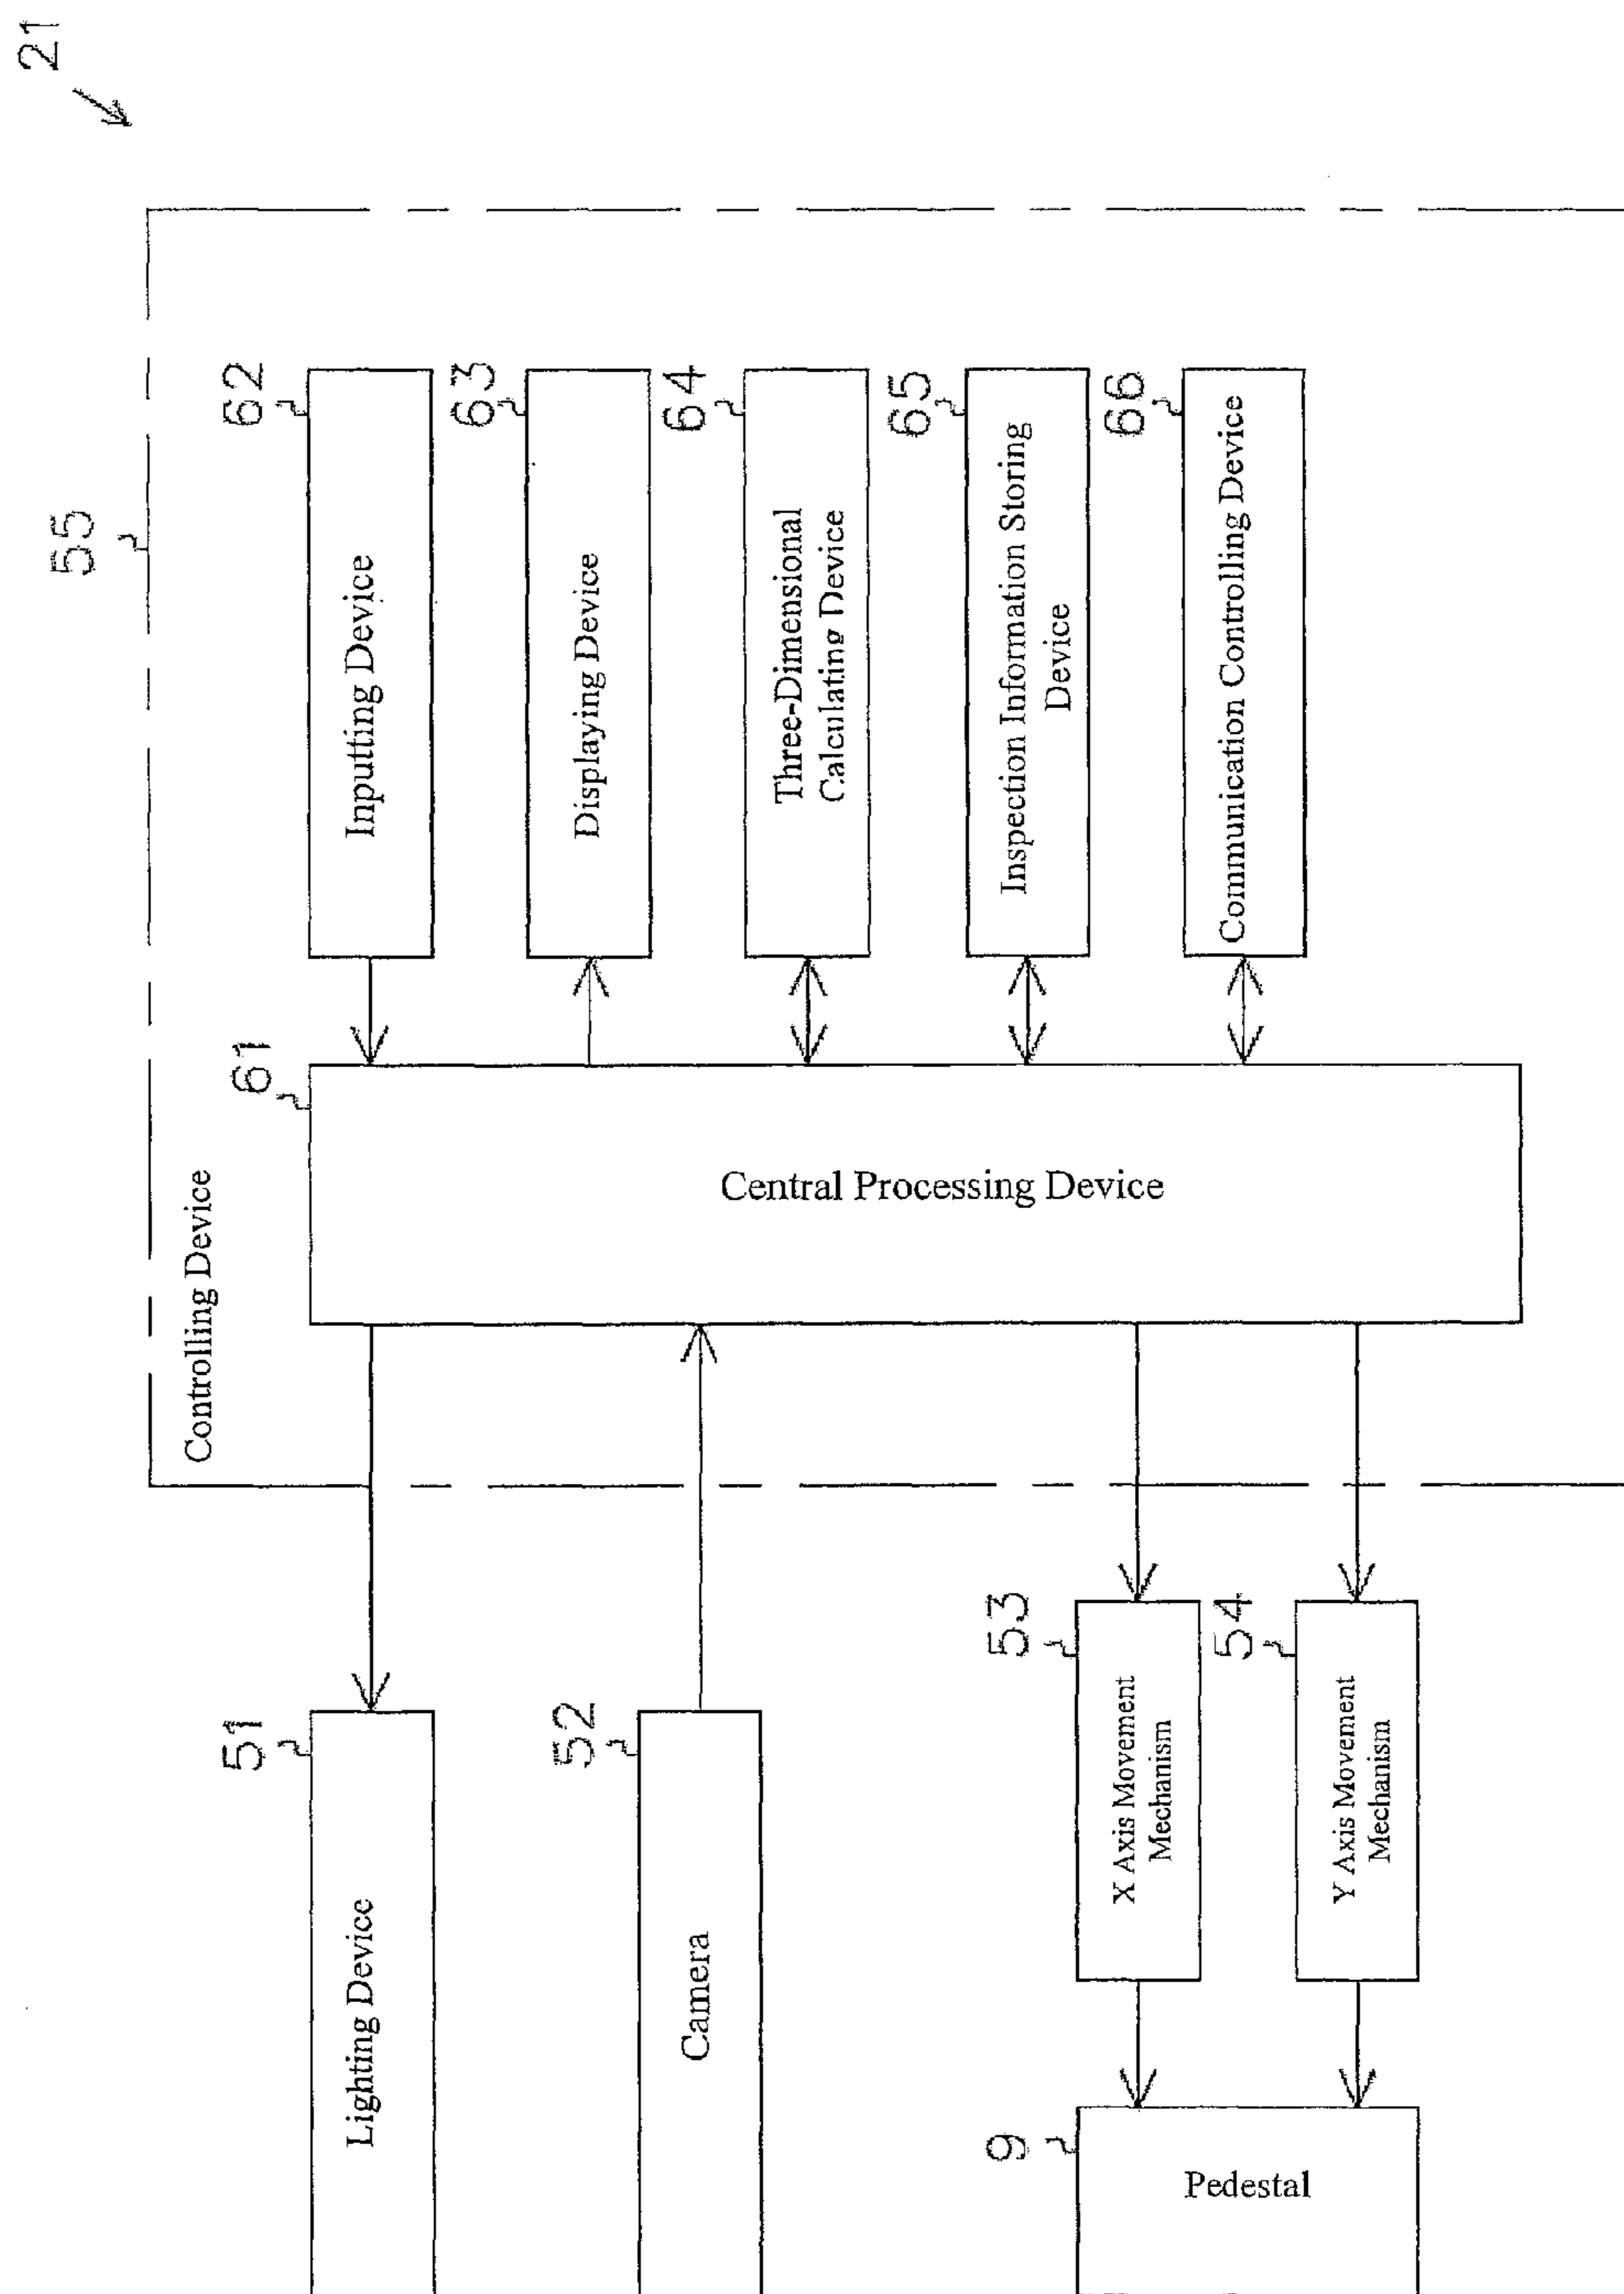 21
55
Controlling Device
62
Inputting Device
63
Displaying Device
64
Three-Dimensional
Calculating Device
65
Inspection Information Storing
Device
66
Communication Controlling Device
61
Central Processing Device
51
Lighting Device
52
Camera
53
X Axis Movement
Mechanism
54
Y Axis Movement
Mechanism
9
Pedestal